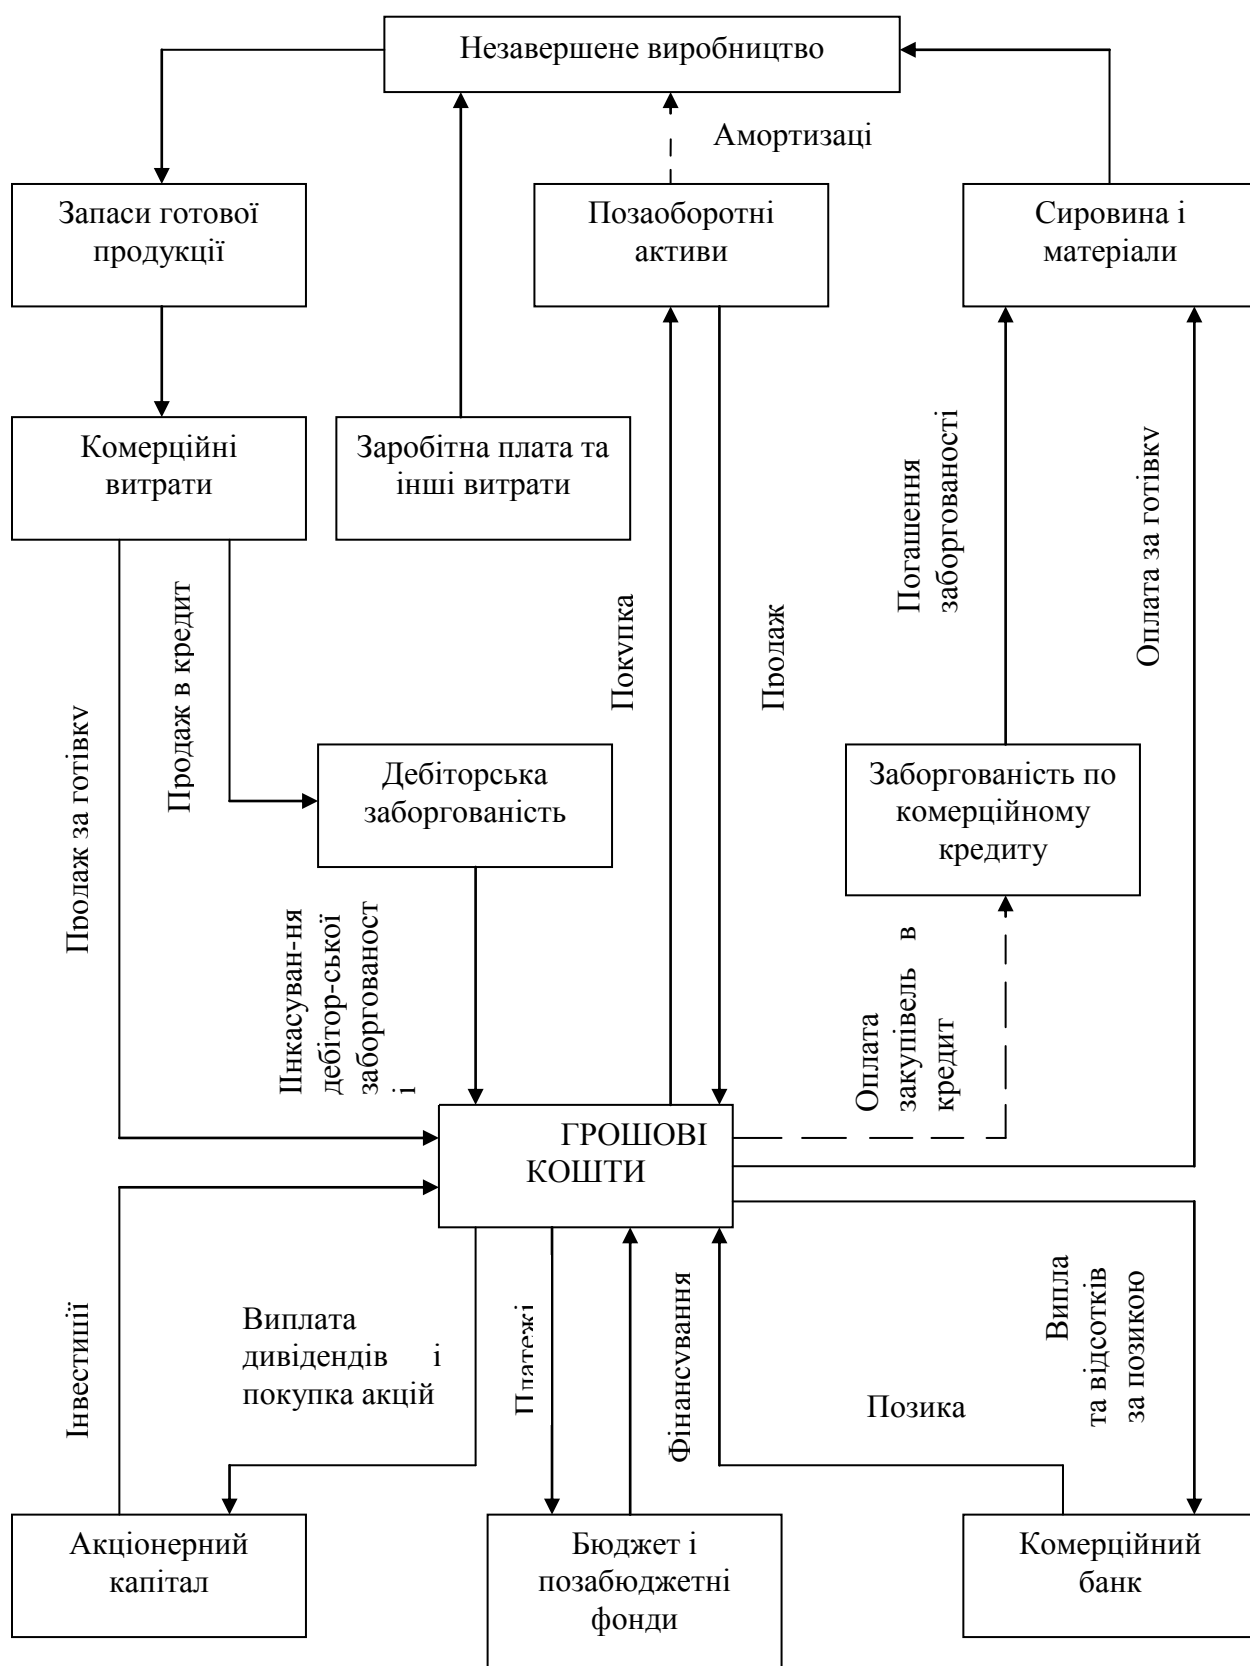 Незавершене виробництво
Амортизаці
Запаси готової
продукції
Позаоборотні
активи
Сировина і
матеріали
Комерційні
витрати
Заробітна плата та
інші витрати
Погашення
заборгованості
Оплата за готівку
Продаж за готівку
Продаж в кредит
Покупка
Продаж
Дебіторська
заборгованість
Заборгованість по
комерційному
кредиту
Інкасуван-ня
дебітор-ської
заборгованост
і
Оплата
закупівель в
кредит
ГРОШОВІ
КОШТИ
Інвестиції
Виплата
дивідендів і
покупка акцій
Платежі
Фінансування
Позика
Випла
та відсотків
за позикою
Акціонерний
капітал
Бюджет і
позабюджетні
фонди
Комерційний
банк